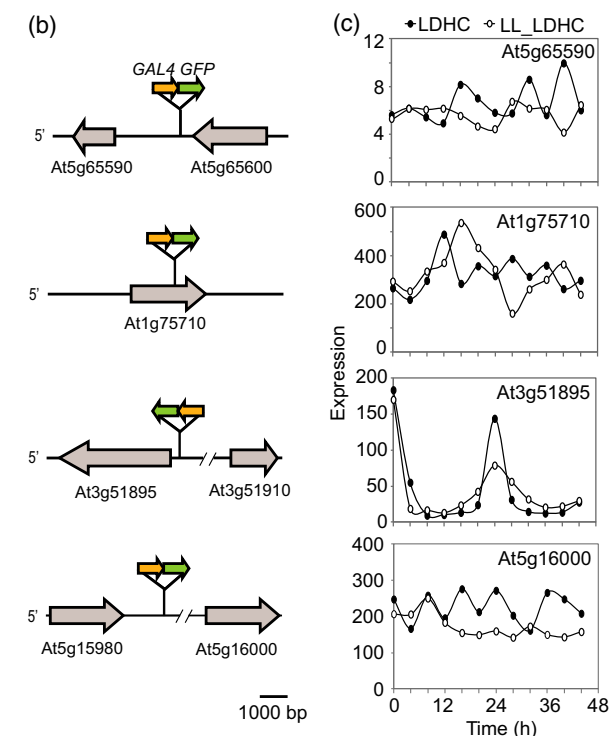 (b)
GAL4 GFP
5'
At5g65590 At5g65600
5'
At1g75710
5'
At3g51895 At3g51910
5'
At5g15980 At5g16000
1000 bp
(c)
LDHC LL_LDHC
At5g65590
12
8
4
0
At1g75710
600
400
200
0
Expression
At3g51895
200
150
100
50
0
At5g16000
400
300
200
100
0
0 12 24 36 48
Time (h)